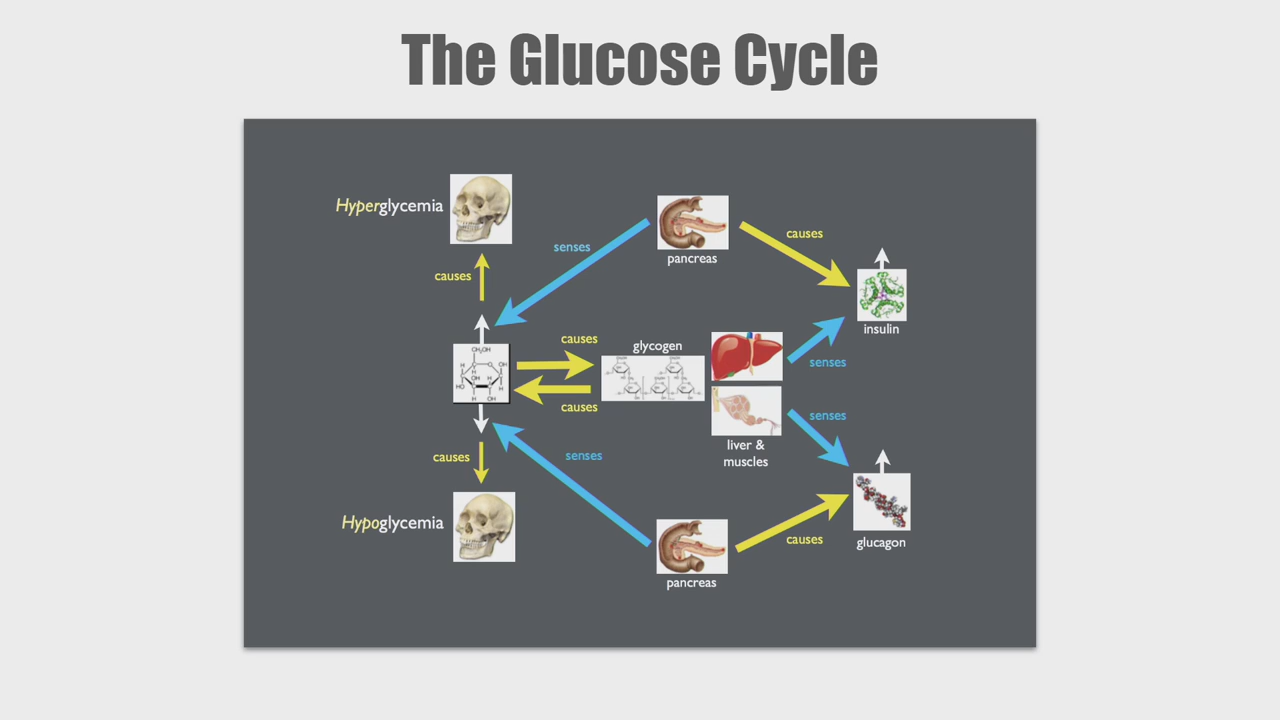 The Glucose Cycle
Hyperglycemia
causes
senses
pancreas
causes
insulin
causes
glycogen
senses
causes
senses
liver &
muscles
causes
senses
Hypoglycemia
pancreas
causes
glucagon